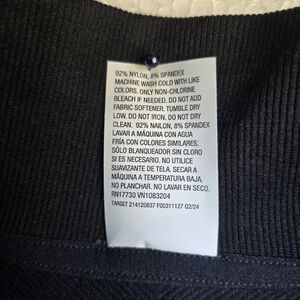 92% NYLON, 8% SPANDEX
MACHINE WASH COLD WITH LIKE
COLORS. ONLY NON-CHLORINE
BLEACH IF NEEDED. DO NOT ADD
FABRIC SOFTENER. TUMBLE DRY
LOW. DO NOT IRON. DO NOT DRY
CLEAN. 92% NAILON, 8% SPANDEX
LAVAR A MÁQUINA CON AGUA
FRÍA CON COLORES SIMILARES.
SÓLO BLANQUEADOR SIN CLORO
SI ES NECESARIO. NO UTILICE
SUAVIZANTE DE TELA. SECAR A
MÁQUINA A TEMPERATURA BAJA.
NO PLANCHAR. NO LAVAR EN SECO.
RN17730 VN1083204
TARGET 214120837 F00311127 02/24